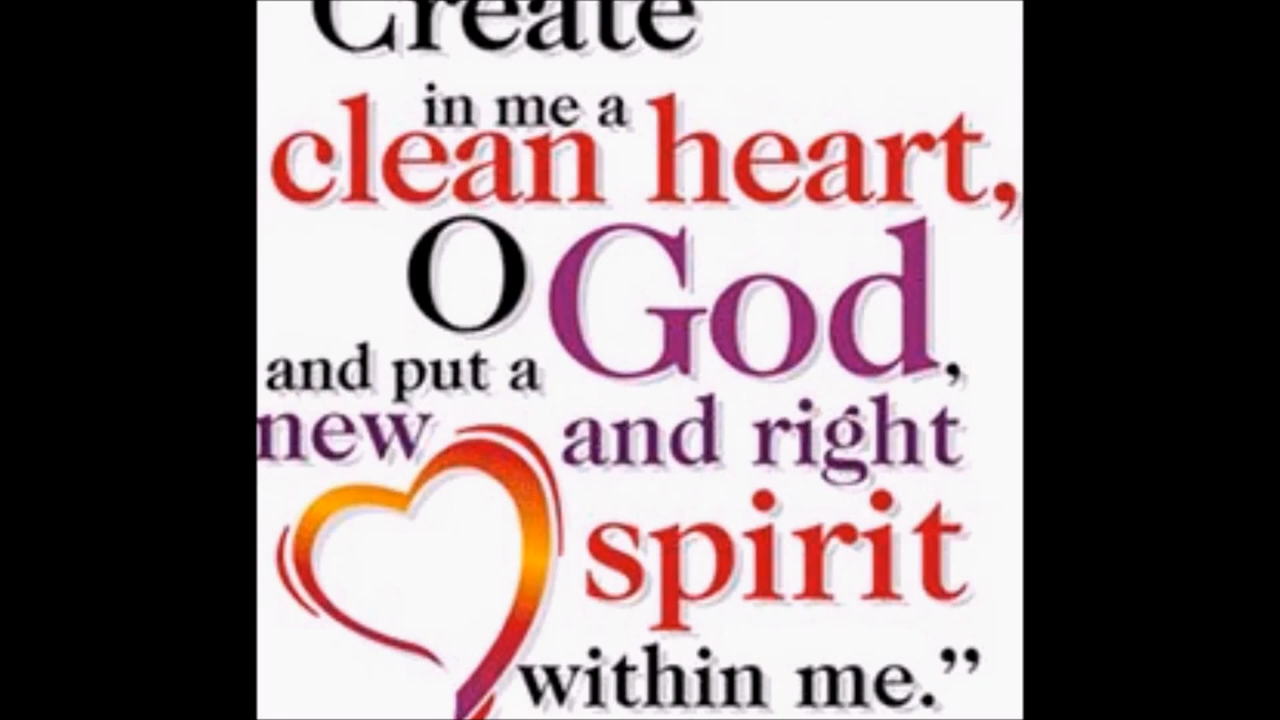 Create
in me a
clean heart,
O God,
and put a
new and right
spirit
within me.”